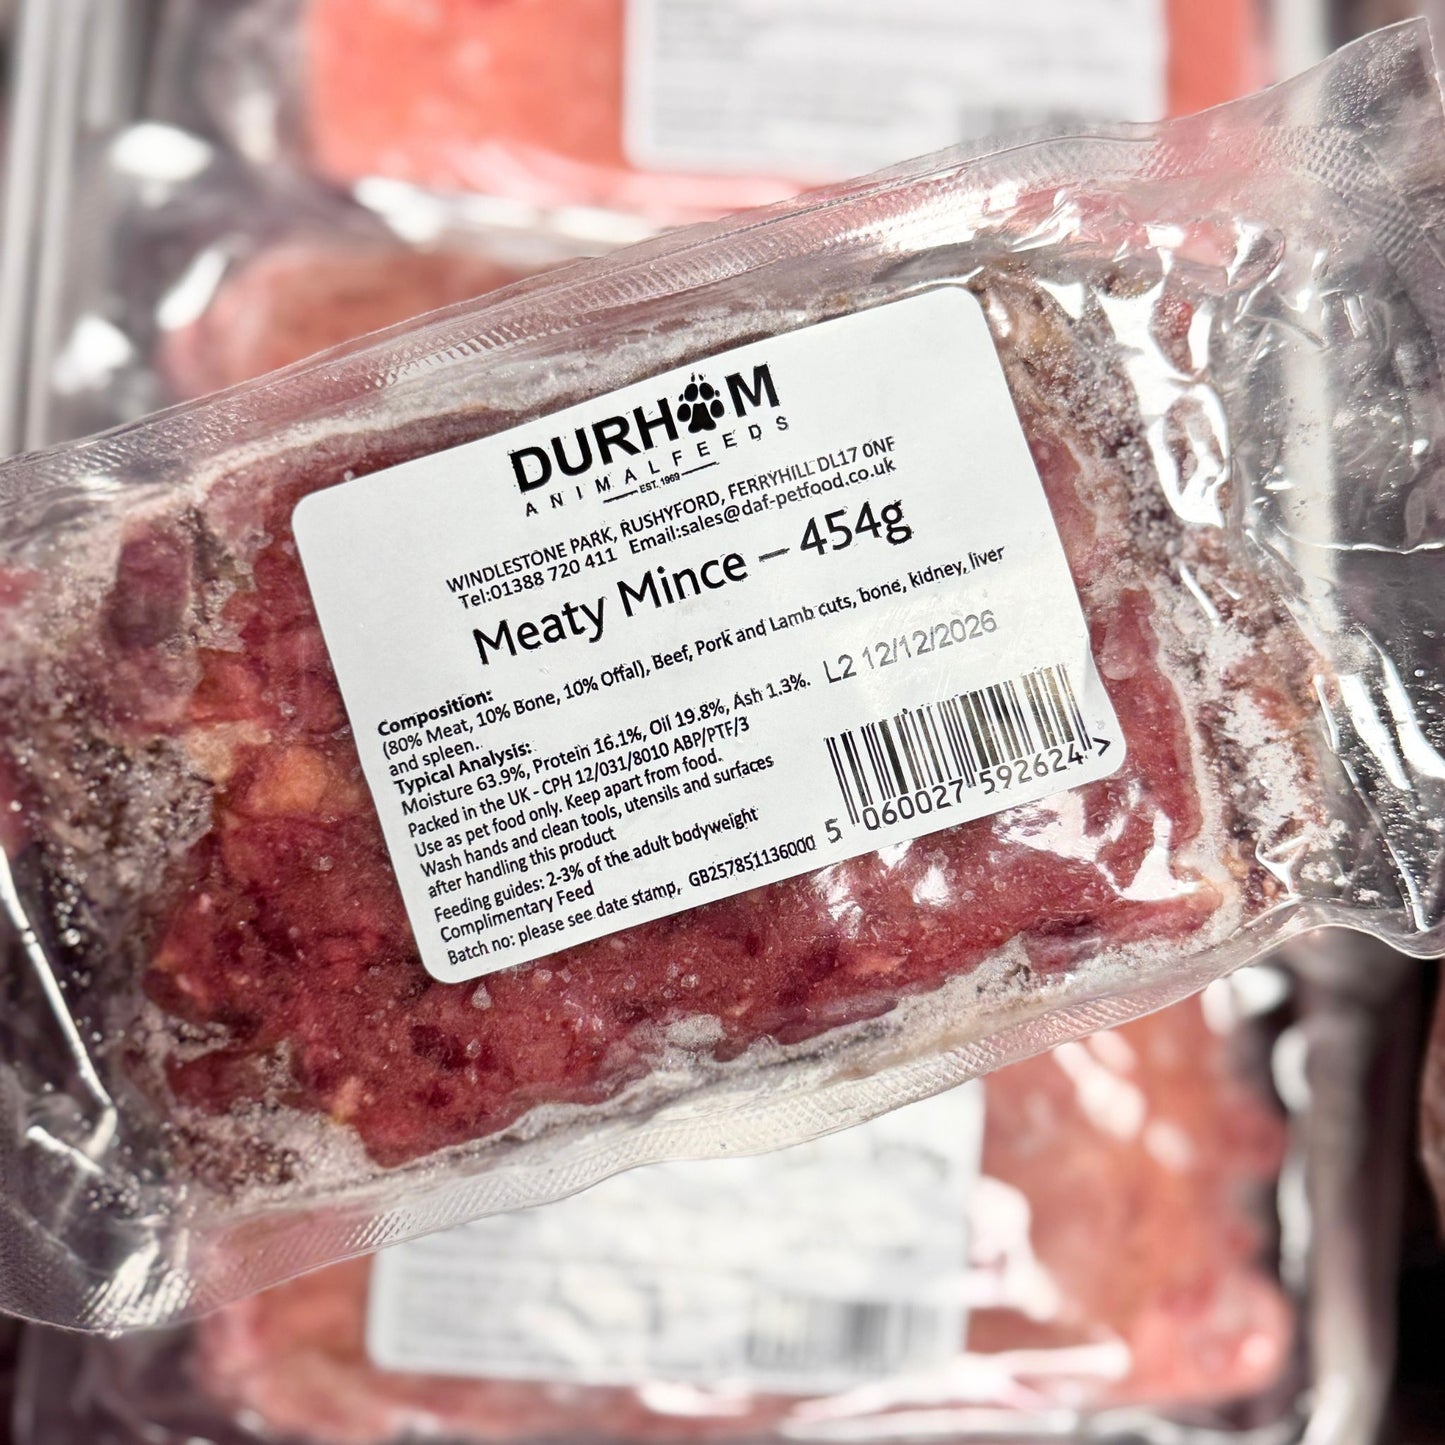 DURHAM
ANIMAL FEEDS
EST. 1969
WINDLESTONE PARK, RUSHYFORD, FERRYHILL DL17 0NF
Tel:01388 720 411 Email:sales@daf-petfood.co.uk
Meaty Mince – 454g
Composition:
(80% Meat, 10% Bone, 10% Offal), Beef, Pork and Lamb cuts, bone, kidney, liver
and spleen.
Typical Analysis:
Moisture 63.9%, Protein 16.1%, Oil 19.8%, Ash 1.3%.
L2 12/12/2026
Packed in the UK - CPH 12/031/8010 ABP/PTF/3
Use as pet food only. Keep apart from food.
Wash hands and clean tools, utensils and surfaces
after handling this product
Feeding guides: 2-3% of the adult bodyweight
Complimentary Feed
Batch no: please see date stamp, GB257851136000
5 060027 592624 >